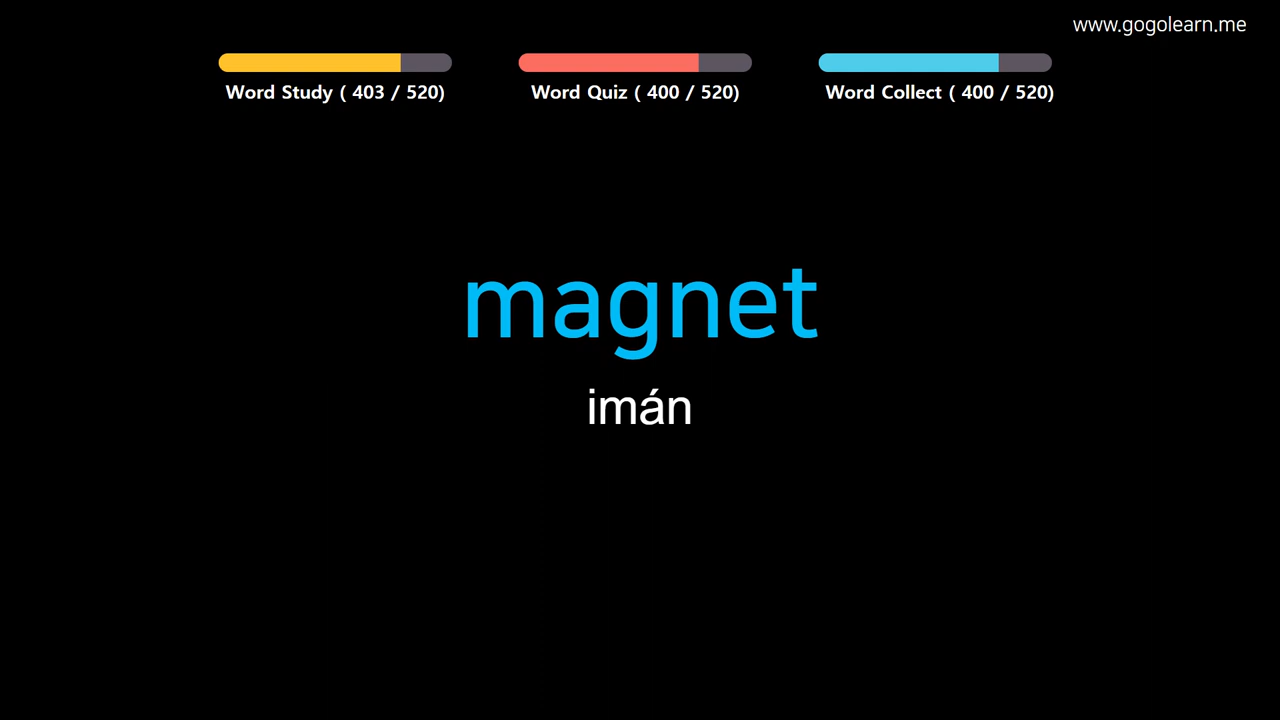 www.gogolearn.me
Word Study ( 403 / 520)
Word Quiz ( 400 / 520)
Word Collect ( 400 / 520)
magnet
imán